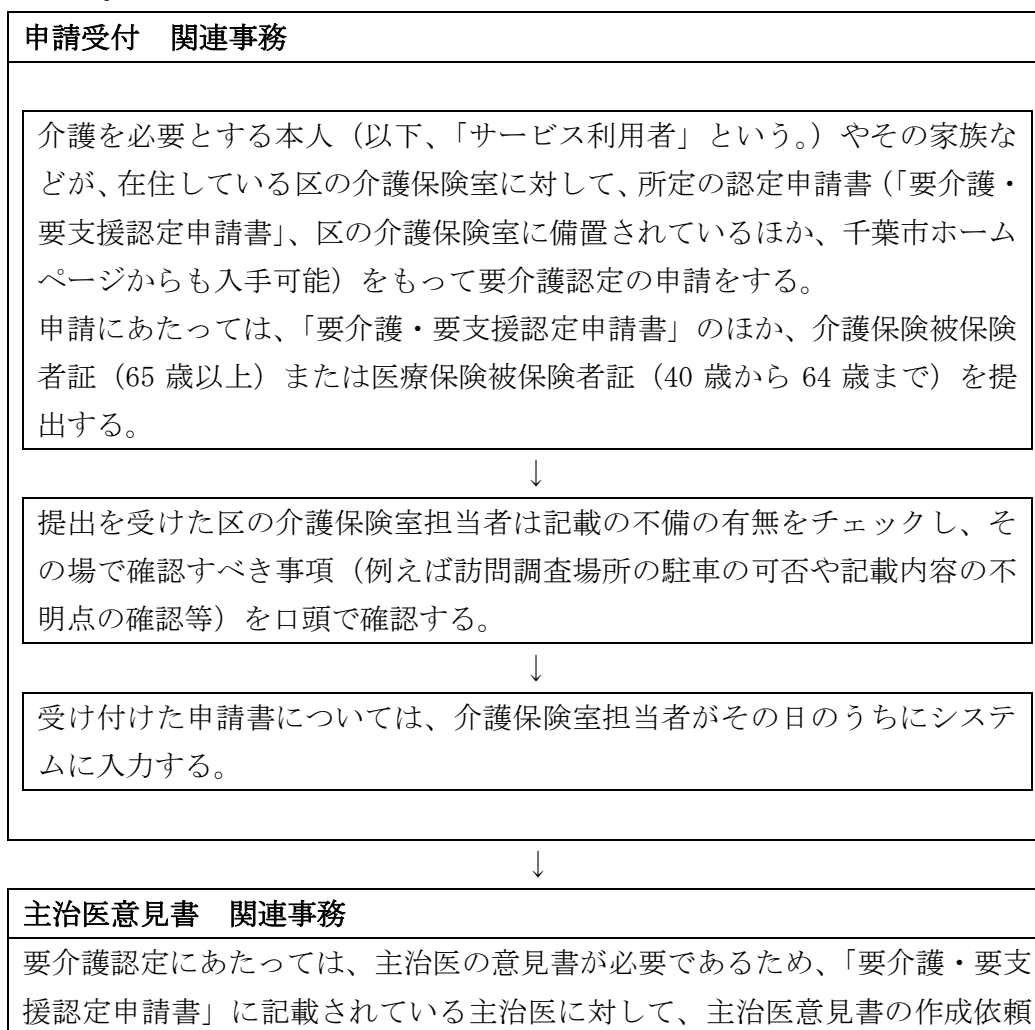 申請受付　関連事務
介護を必要とする本人（以下、「サービス利用者」という。）やその家族な
どが、在住している区の介護保険室に対して、所定の認定申請書（「要介護・
要支援認定申請書」、区の介護保険室に備置されているほか、千葉市ホーム
ページからも入手可能）をもって要介護認定の申請をする。
申請にあたっては、「要介護・要支援認定申請書」のほか、介護保険被保険
者証（65 歳以上）または医療保険被保険者証（40 歳から 64 歳まで）を提
出する。
↓
提出を受けた区の介護保険室担当者は記載の不備の有無をチェックし、そ
の場で確認すべき事項（例えば訪問調査場所の駐車の可否や記載内容の不
明点の確認等）を口頭で確認する。
↓
受け付けた申請書については、介護保険室担当者がその日のうちにシステ
ムに入力する。
↓
主治医意見書　関連事務
要介護認定にあたっては、主治医の意見書が必要であるため、「要介護・要支
援認定申請書」に記載されている主治医に対して、主治医意見書の作成依頼